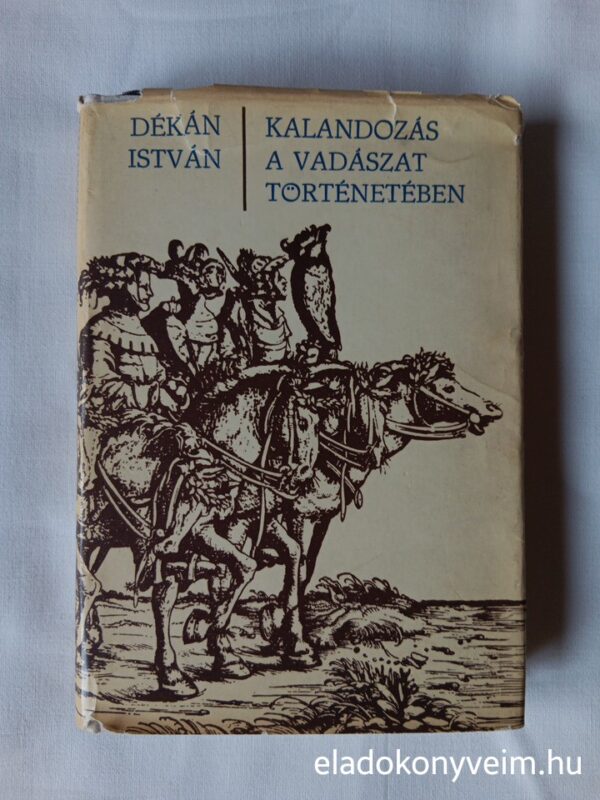 DÉKÁN
ISTVÁN
KALANDOZÁS
A VADÁSZAT
TÖRTÉNETÉBEN
eladokonyveim.hu